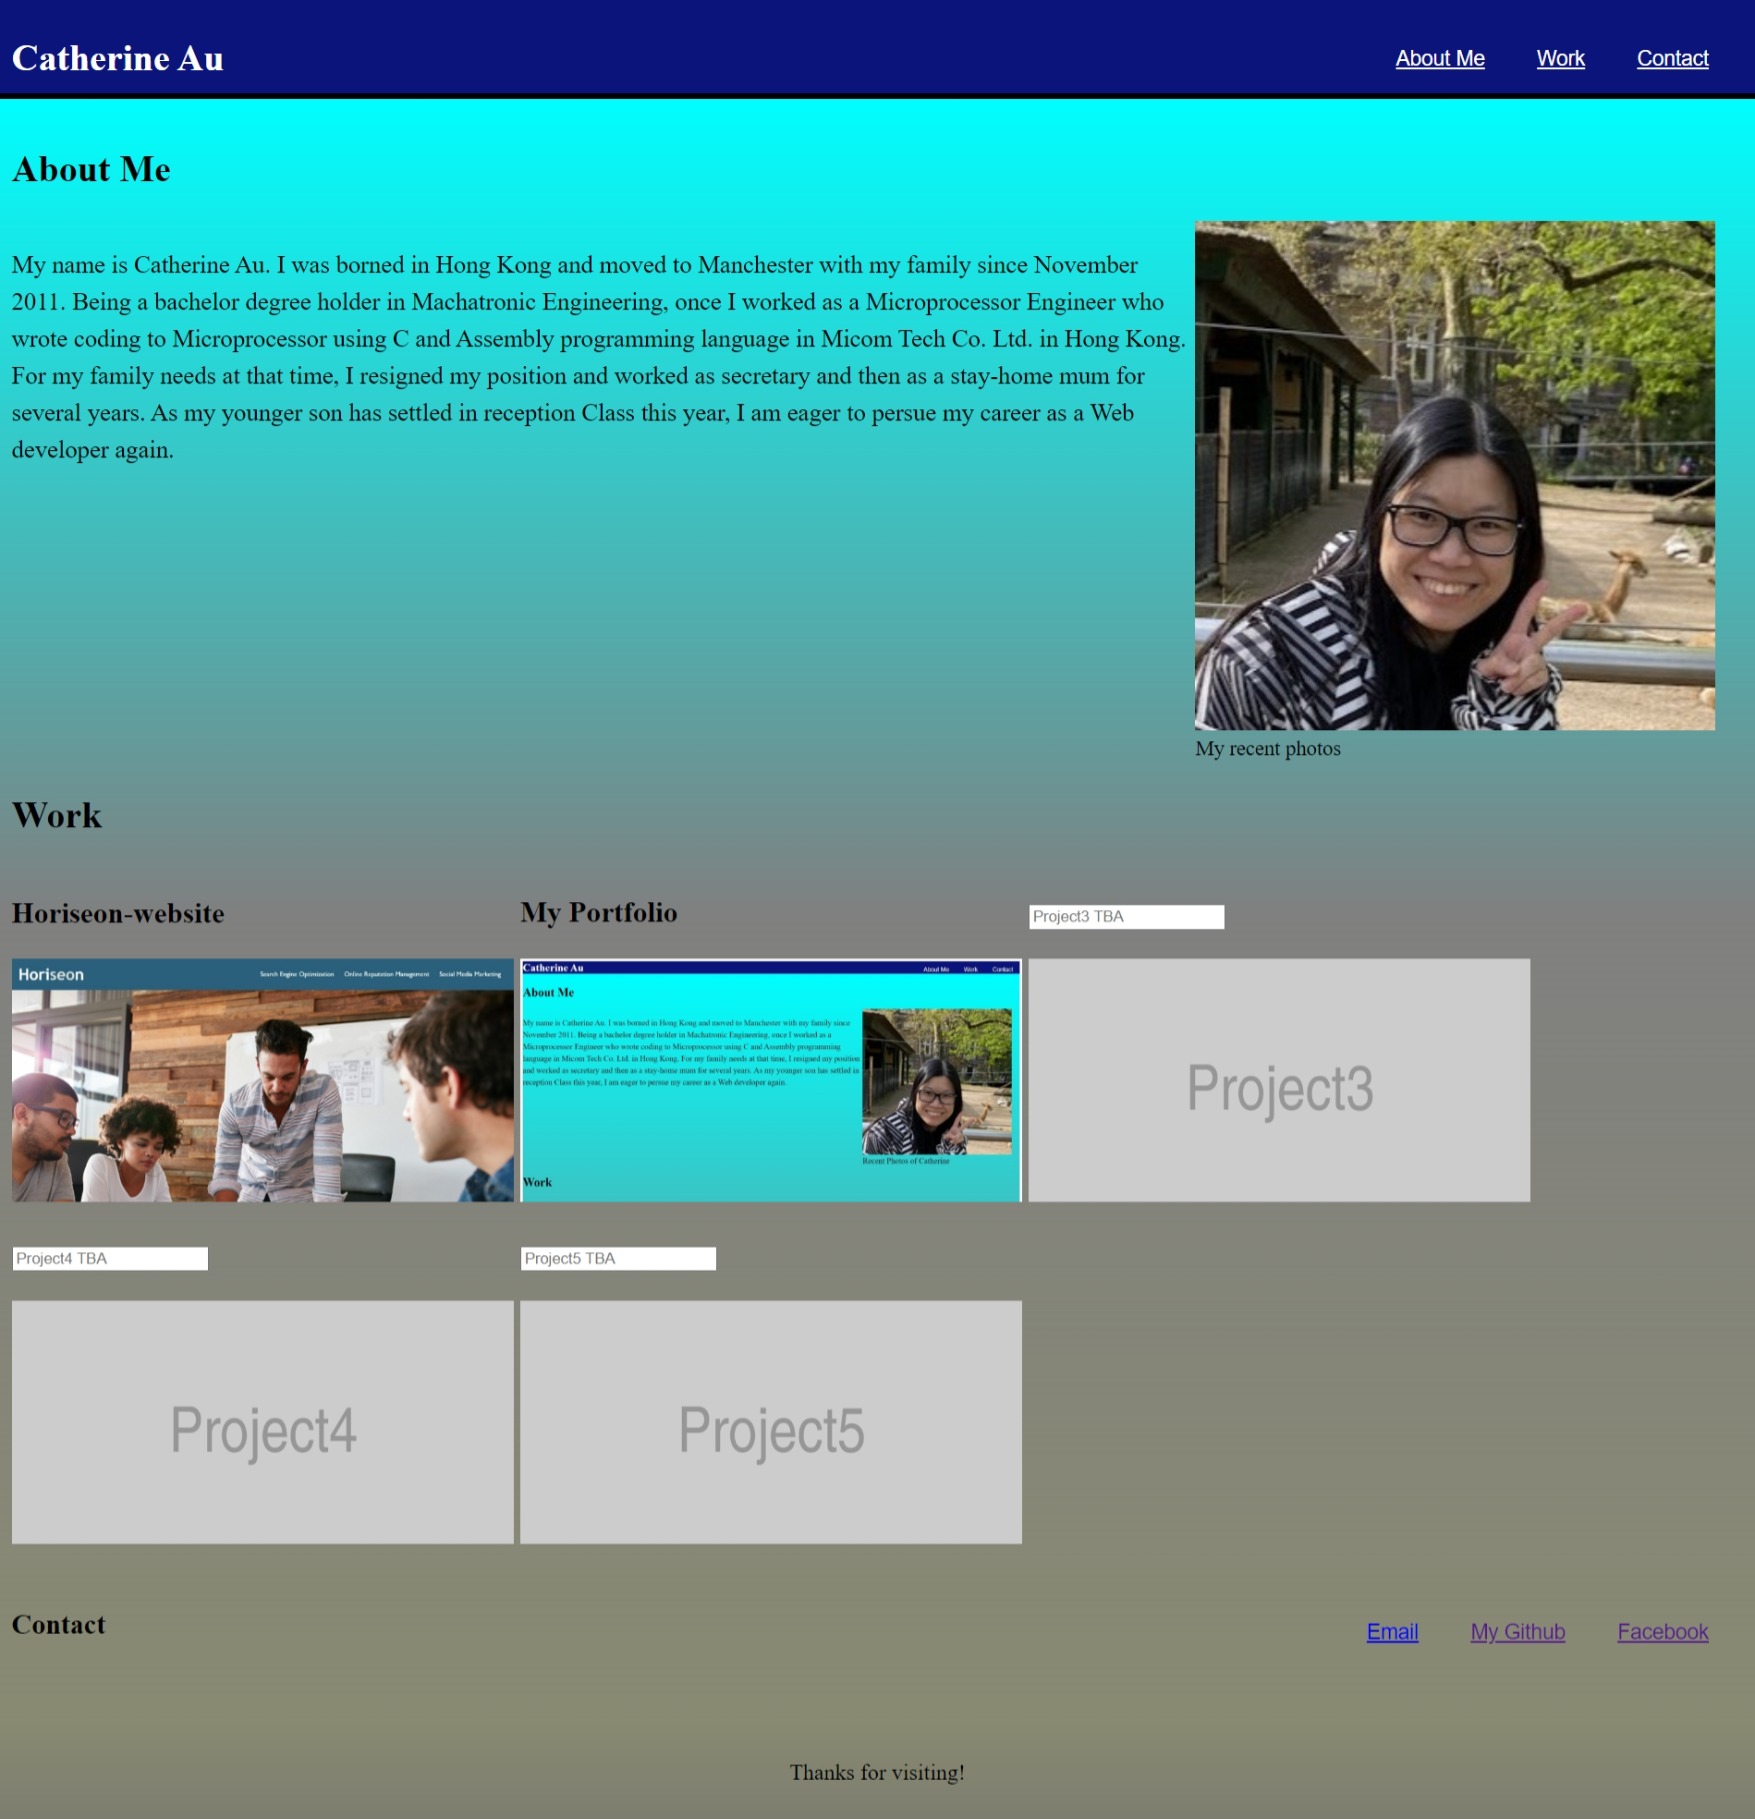 Catherine Au
About Me Work Contact
About Me
My name is Catherine Au. I was borned in Hong Kong and moved to Manchester with my family since November
2011. Being a bachelor degree holder in Machatronic Engineering, once I worked as a Microprocessor Engineer who
wrote coding to Microprocessor using C and Assembly programming language in Micom Tech Co. Ltd. in Hong Kong.
For my family needs at that time, I resigned my position and worked as secretary and then as a stay-home mum for
several years. As my younger son has settled in reception Class this year, I am eager to persue my career as a Web
developer again.
My recent photos
Work
Horiseon-website
Horiseon
Search Engine Optimization Online Reputation Management Social Media Marketing
My Portfolio
Catherine Au
About Me Work Contact
About Me
My name is Catherine Au. I was borned in Hong Kong and moved to Manchester with my family since
November 2011. Being a bachelor degree holder in Machatronic Engineering, once I worked as a
Microprocessor Engineer who wrote coding to Microprocessor using C and Assembly programming
language in Micom Tech Co. Ltd. in Hong Kong. For my family needs at that time, I resigned my position
and worked as secretary and then as a stay-home mum for several years. As my younger son has settled in
reception Class this year, I am eager to persue my career as a Web developer again.
Recent Photos of Catherine
Work
Project3 TBA
Project3
Project4 TBA
Project4
Project5 TBA
Project5
Contact
Email My Github Facebook
Thanks for visiting!